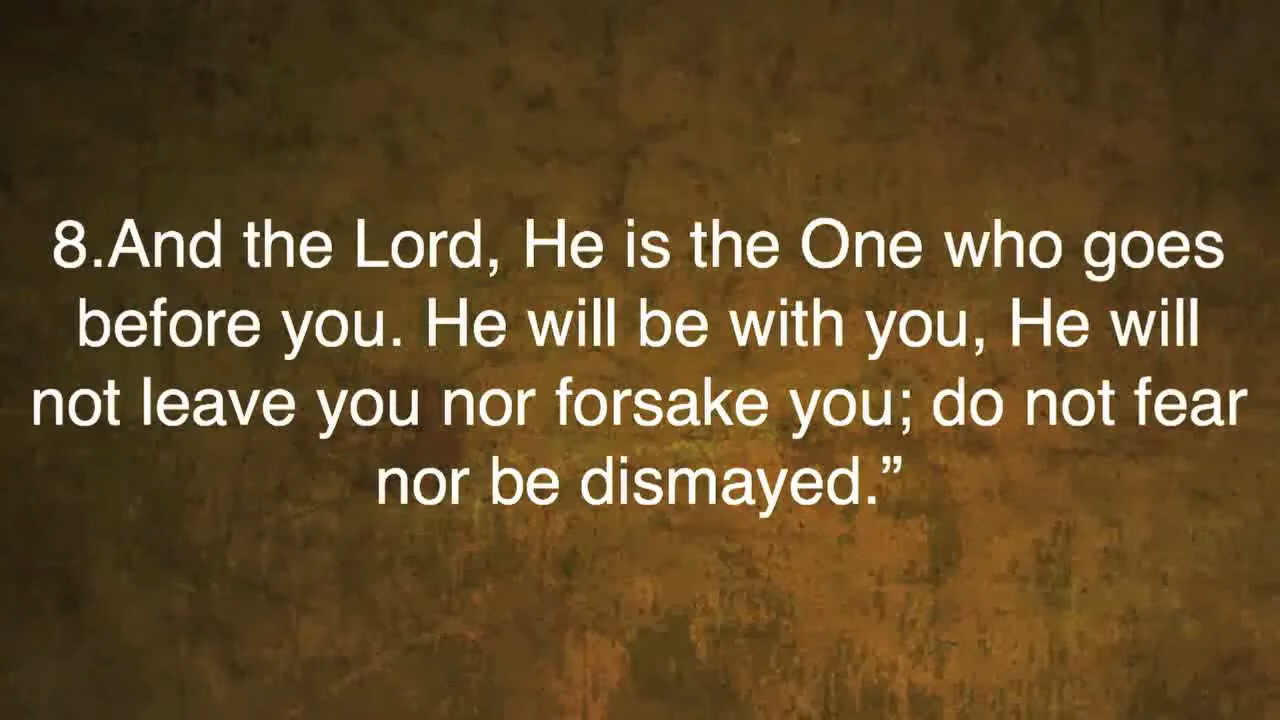 8.And the Lord, He is the One who goes
before you. He will be with you, He will
not leave you nor forsake you; do not fear
nor be dismayed.”